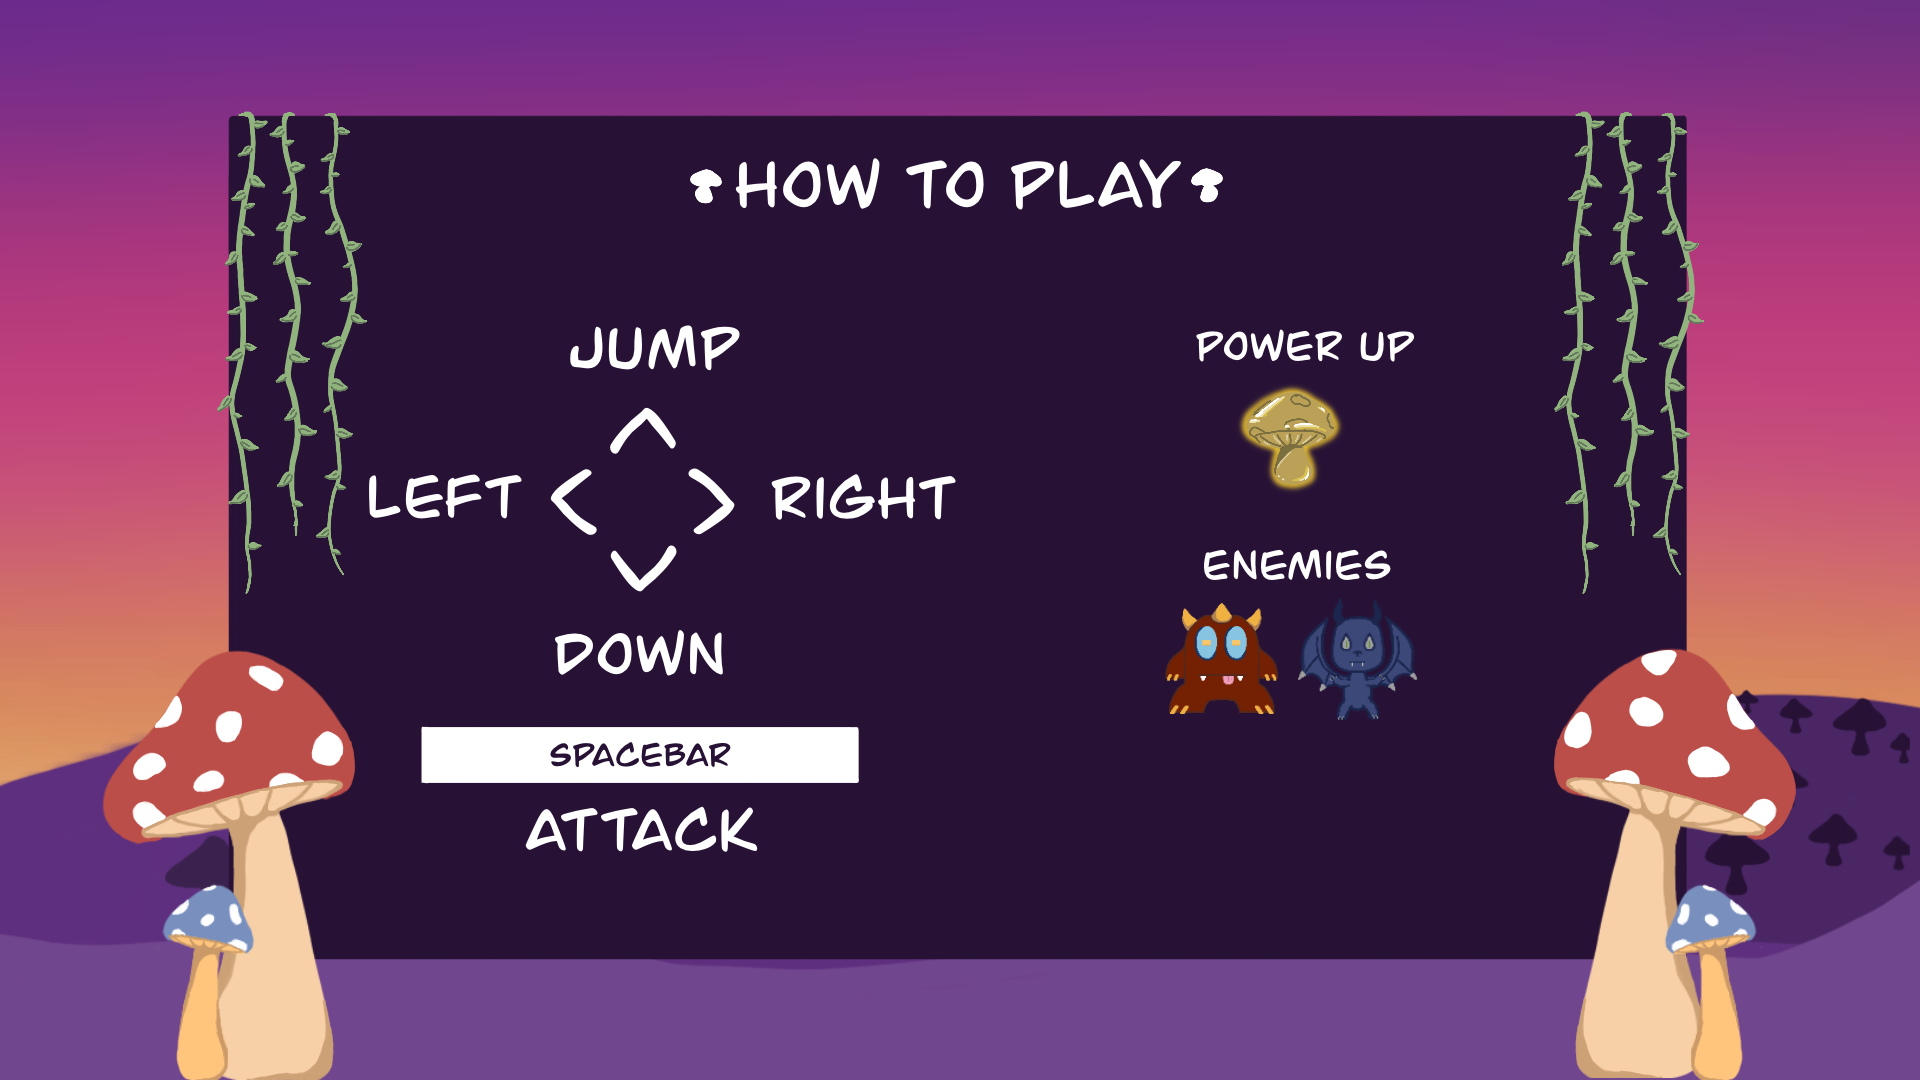 HOW TO PLAY
JUMP
LEFT
RIGHT
DOWN
SPACEBAR
ATTACK
POWER UP
ENEMIES